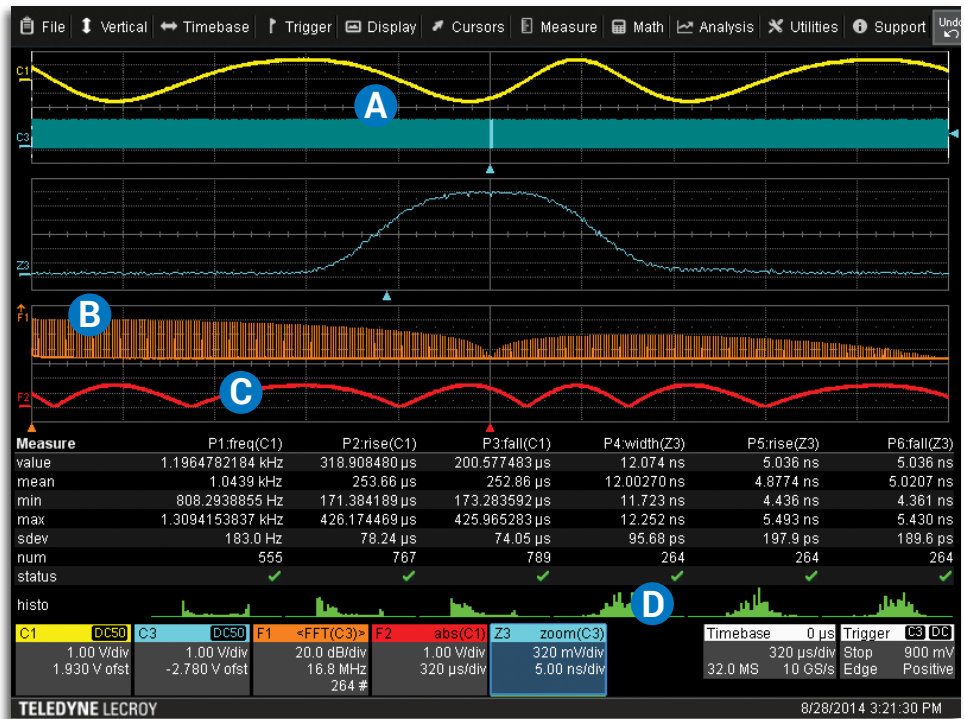 File Vertical Timebase Trigger Display Cursors Measure Math Analysis Utilities Support Undo
C1
A
C3
Z3
F1
B
F2
C
Measure P1:freq(C1) P2:rise(C1) P3:fall(C1) P4:width(Z3) P5:rise(Z3) P6:fall(Z3)
value 1.1964782184 kHz 318.908480 µs 200.577483 µs 12.074 ns 5.036 ns 5.036 ns
mean 1.0439 kHz 253.66 µs 252.86 µs 12.00270 ns 4.8774 ns 5.0207 ns
min 808.2938855 Hz 171.384189 µs 173.283592 µs 11.723 ns 4.436 ns 4.361 ns
max 1.3094153837 kHz 426.174469 µs 425.965283 µs 12.252 ns 5.493 ns 5.430 ns
sdev 183.0 Hz 78.24 µs 74.05 µs 95.68 ps 197.9 ps 189.6 ps
num 555 767 789 264 264 264
status
histo
D
C1 DC50 C3 DC50 F1 <FFT(C3)> F2 abs(C1) Z3 zoom(C3) Timebase 0 µs Trigger C3 DC
1.00 V/div 1.00 V/div 20.0 dB/div 1.00 V/div 320 mV/div 320 µs/div Stop 900 mV
1.930 V ofst -2.780 V ofst 16.8 MHz 320 µs/div 5.00 ns/div 32.0 MS 10 GS/s Edge Positive
264 #
TELEDYNE LECROY 8/28/2014 3:21:30 PM